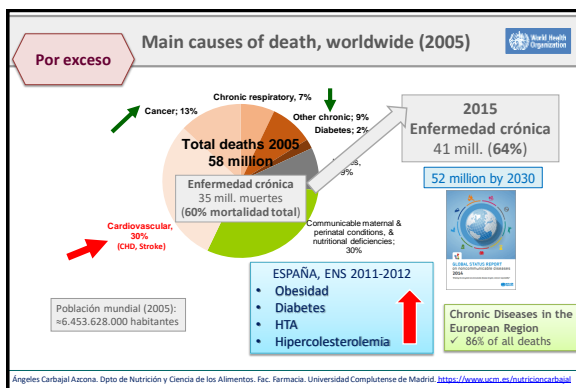 Por exceso
Main causes of death, worldwide (2005)
World Health
Organization
Chronic respiratory, 7%
Cancer; 13%
Other chronic; 9%
Diabetes; 2%
9%
Total deaths 2005
58 million
Enfermedad crónica
35 mill. muertes
(60% mortalidad total)
Cardiovascular,
30%
(CHD, Stroke)
Communicable maternal &
perinatal conditions, &
nutritional deficiencies;
30%
2015
Enfermedad crónica
41 mill. (64%)
52 million by 2030
GLOBAL STATUS REPORT
on noncommunicable diseases
2014
Población mundial (2005):
≈6.453.628.000 habitantes
ESPAÑA, ENS 2011-2012
• Obesidad
• Diabetes
• HTA
• Hipercolesterolemia
Chronic Diseases in the
European Region
✓ 86% of all deaths
Ángeles Carbajal Azcona. Dpto de Nutrición y Ciencia de los Alimentos. Fac. Farmacia. Universidad Complutense de Madrid. https://www.ucm.es/nutricioncarbajal